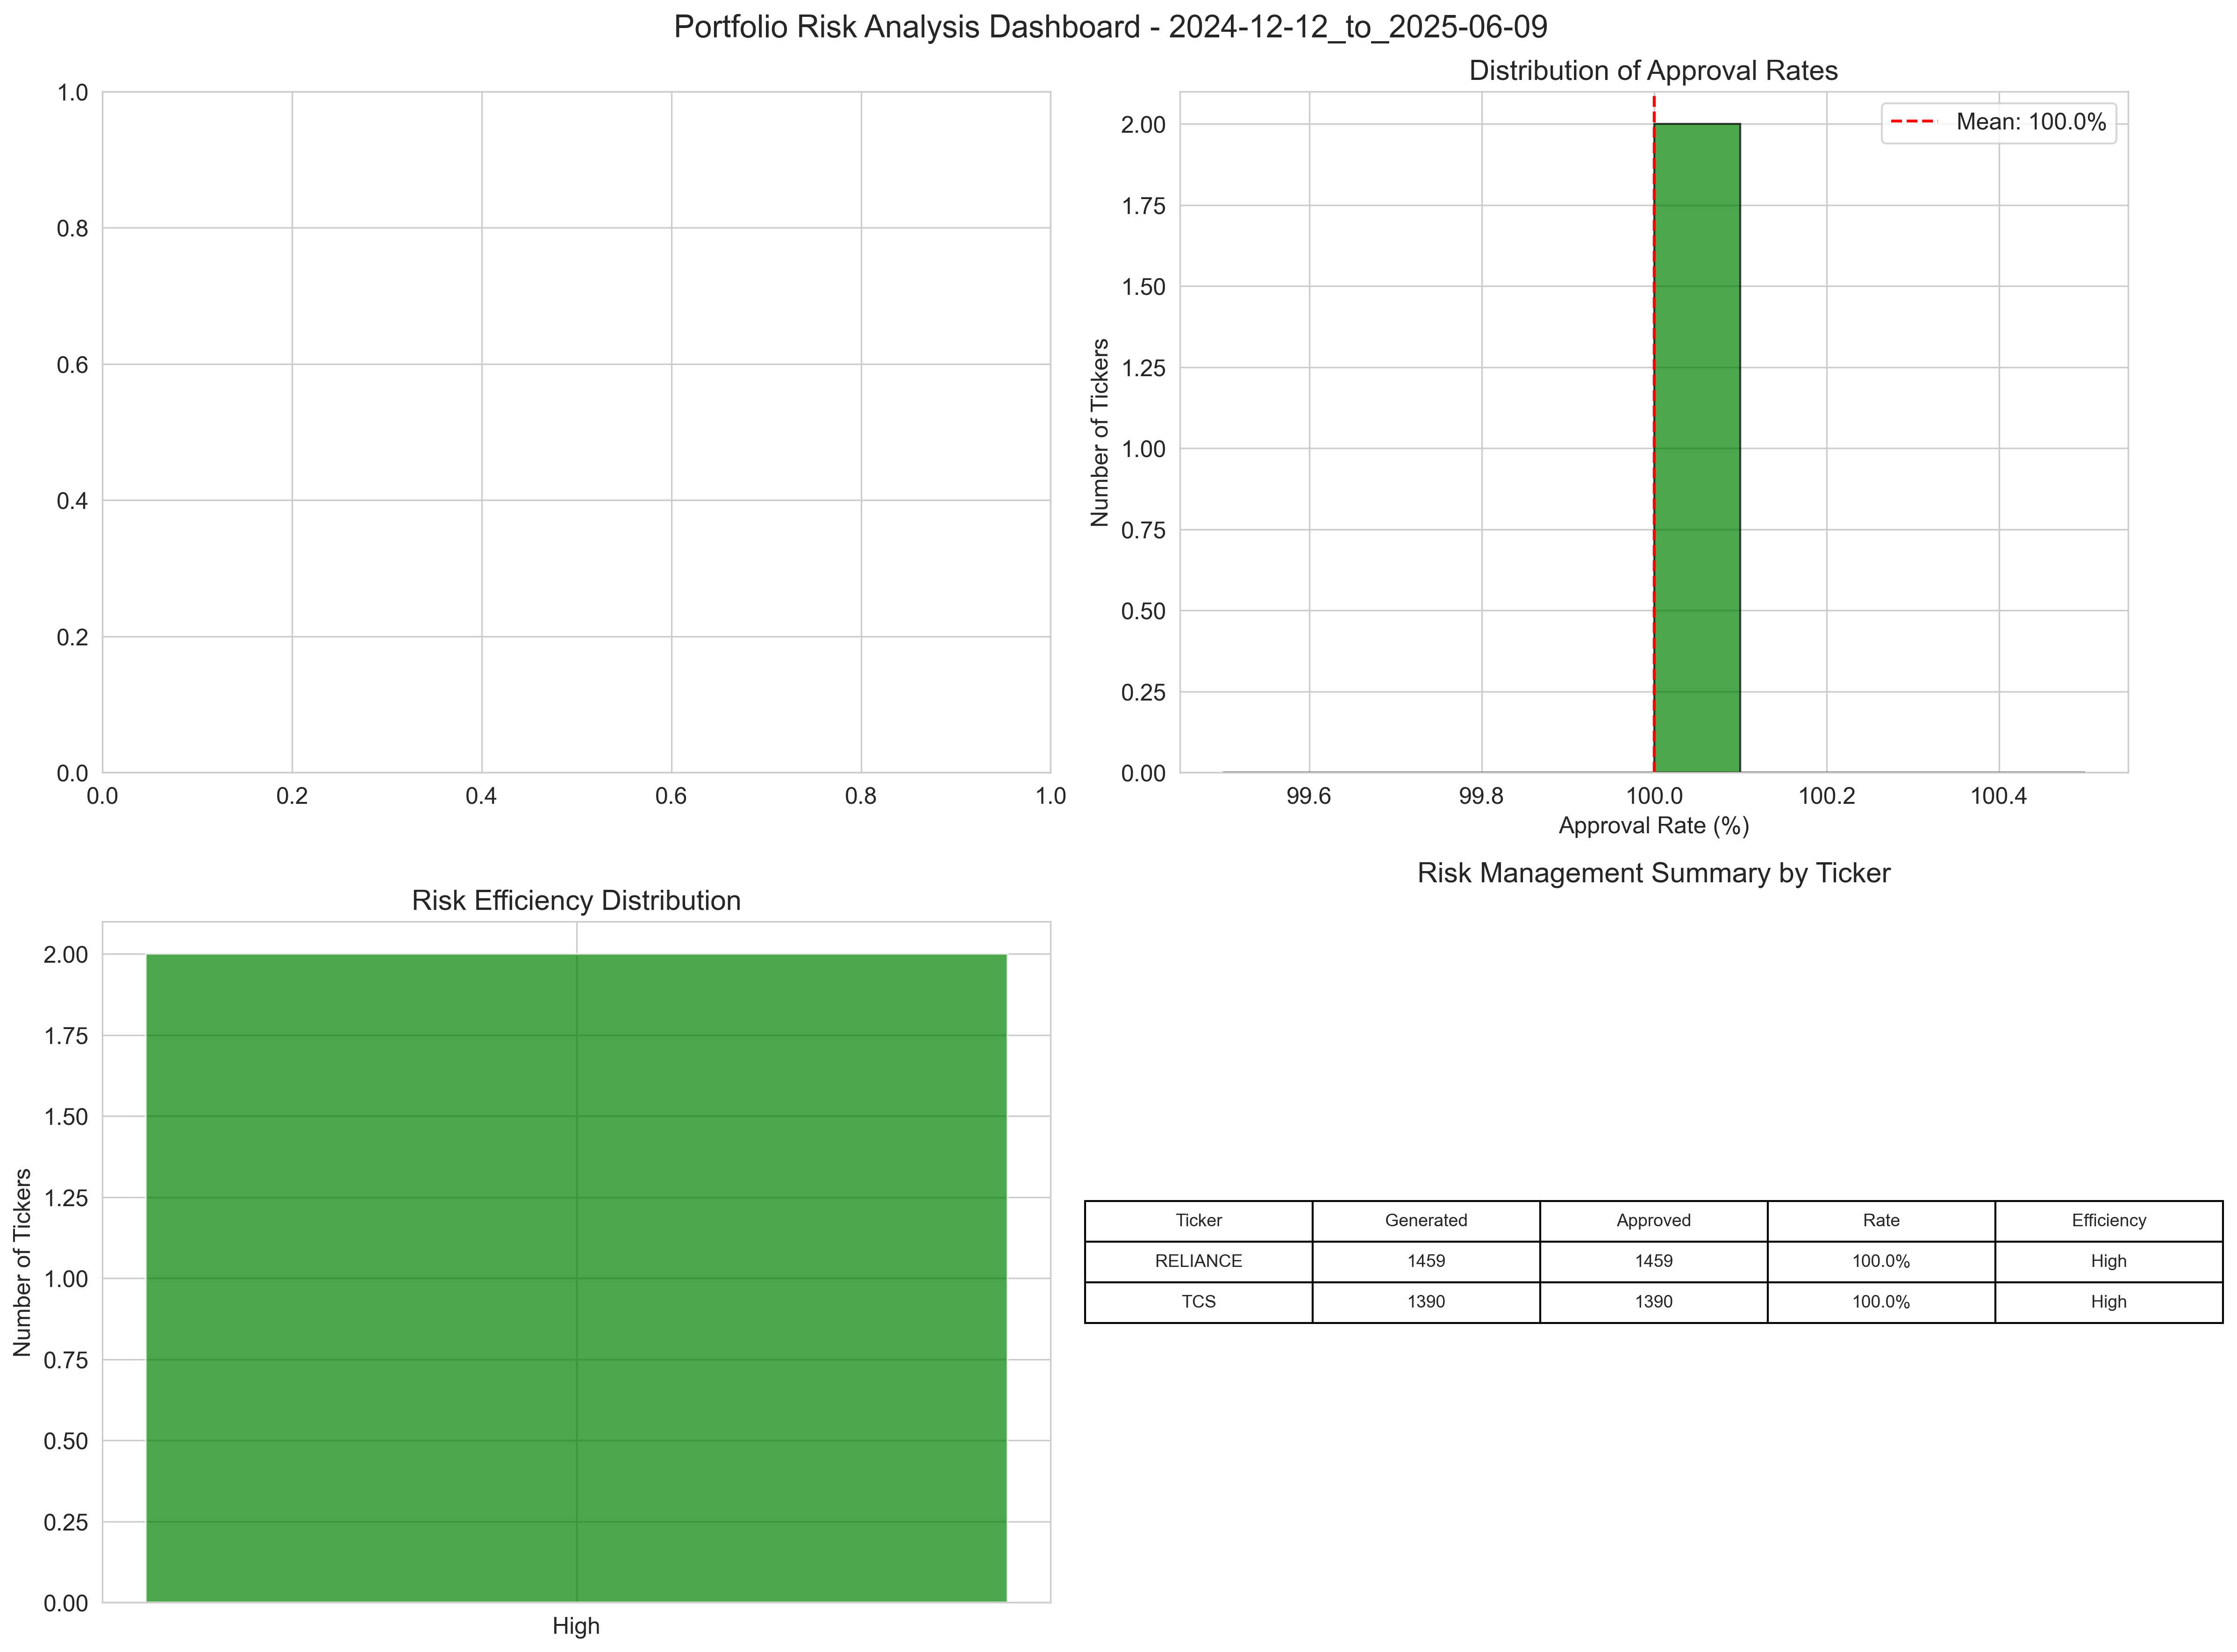 Portfolio Risk Analysis Dashboard - 2024-12-12_to_2025-06-09
1.0
0.8
0.6
0.4
0.2
0.0
0.0 0.2 0.4 0.6 0.8 1.0
Distribution of Approval Rates
Mean: 100.0%
Number of Tickers
2.00
1.75
1.50
1.25
1.00
0.75
0.50
0.25
0.00
99.6 99.8 100.0 100.2 100.4
Approval Rate (%)
Risk Efficiency Distribution
Number of Tickers
2.00
1.75
1.50
1.25
1.00
0.75
0.50
0.25
0.00
High
Risk Management Summary by Ticker
Ticker Generated Approved Rate Efficiency
RELIANCE 1459 1459 100.0% High
TCS 1390 1390 100.0% High